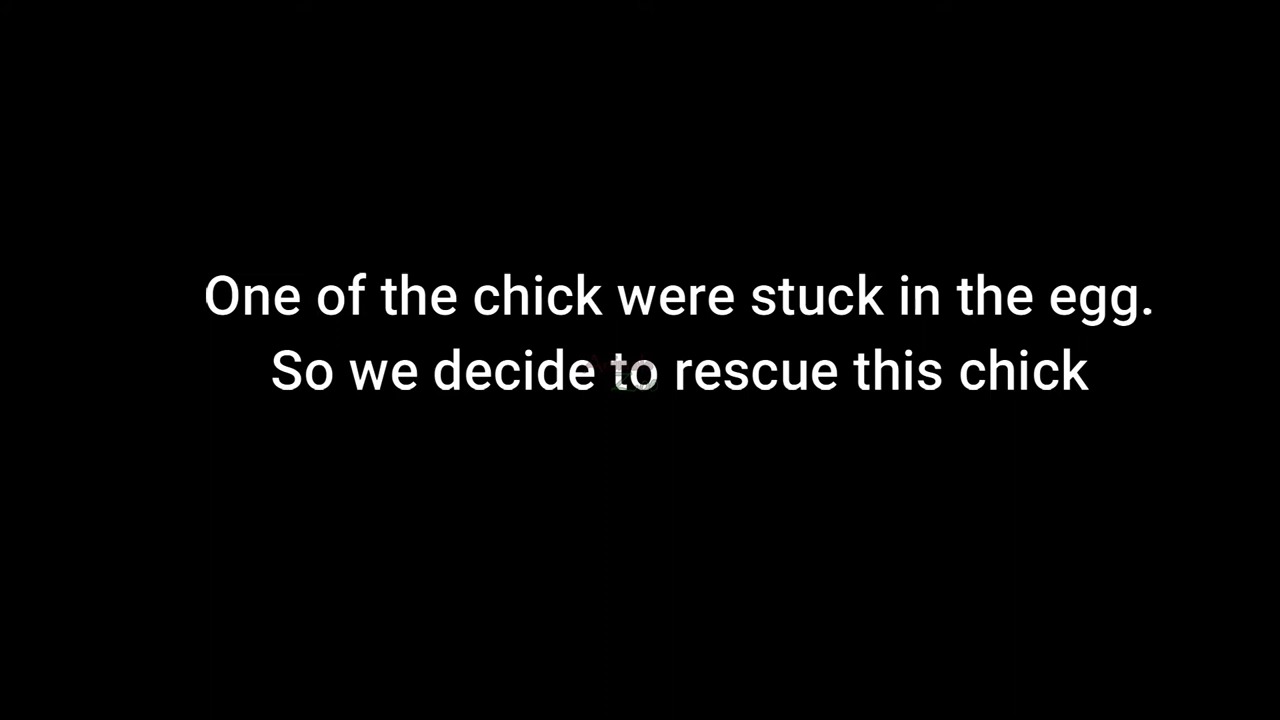 One of the chick were stuck in the egg.
So we decide to rescue this chick